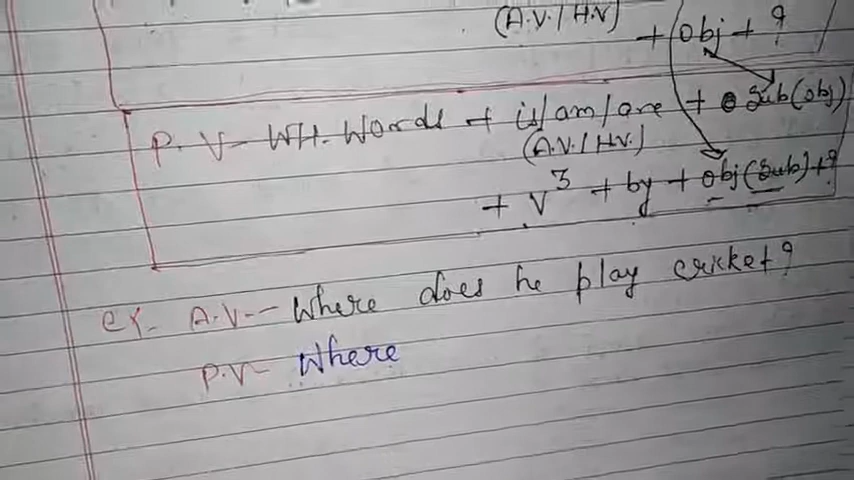 (A.V./H.V)
+ obj + ?
P.V- WH. Words + is/am/are + Sub(obj)
(A.V./H.V.)
+ V3 + by + obj(Sub)+?
ex- A.V-- Where does he play cricket?
P.V- Where